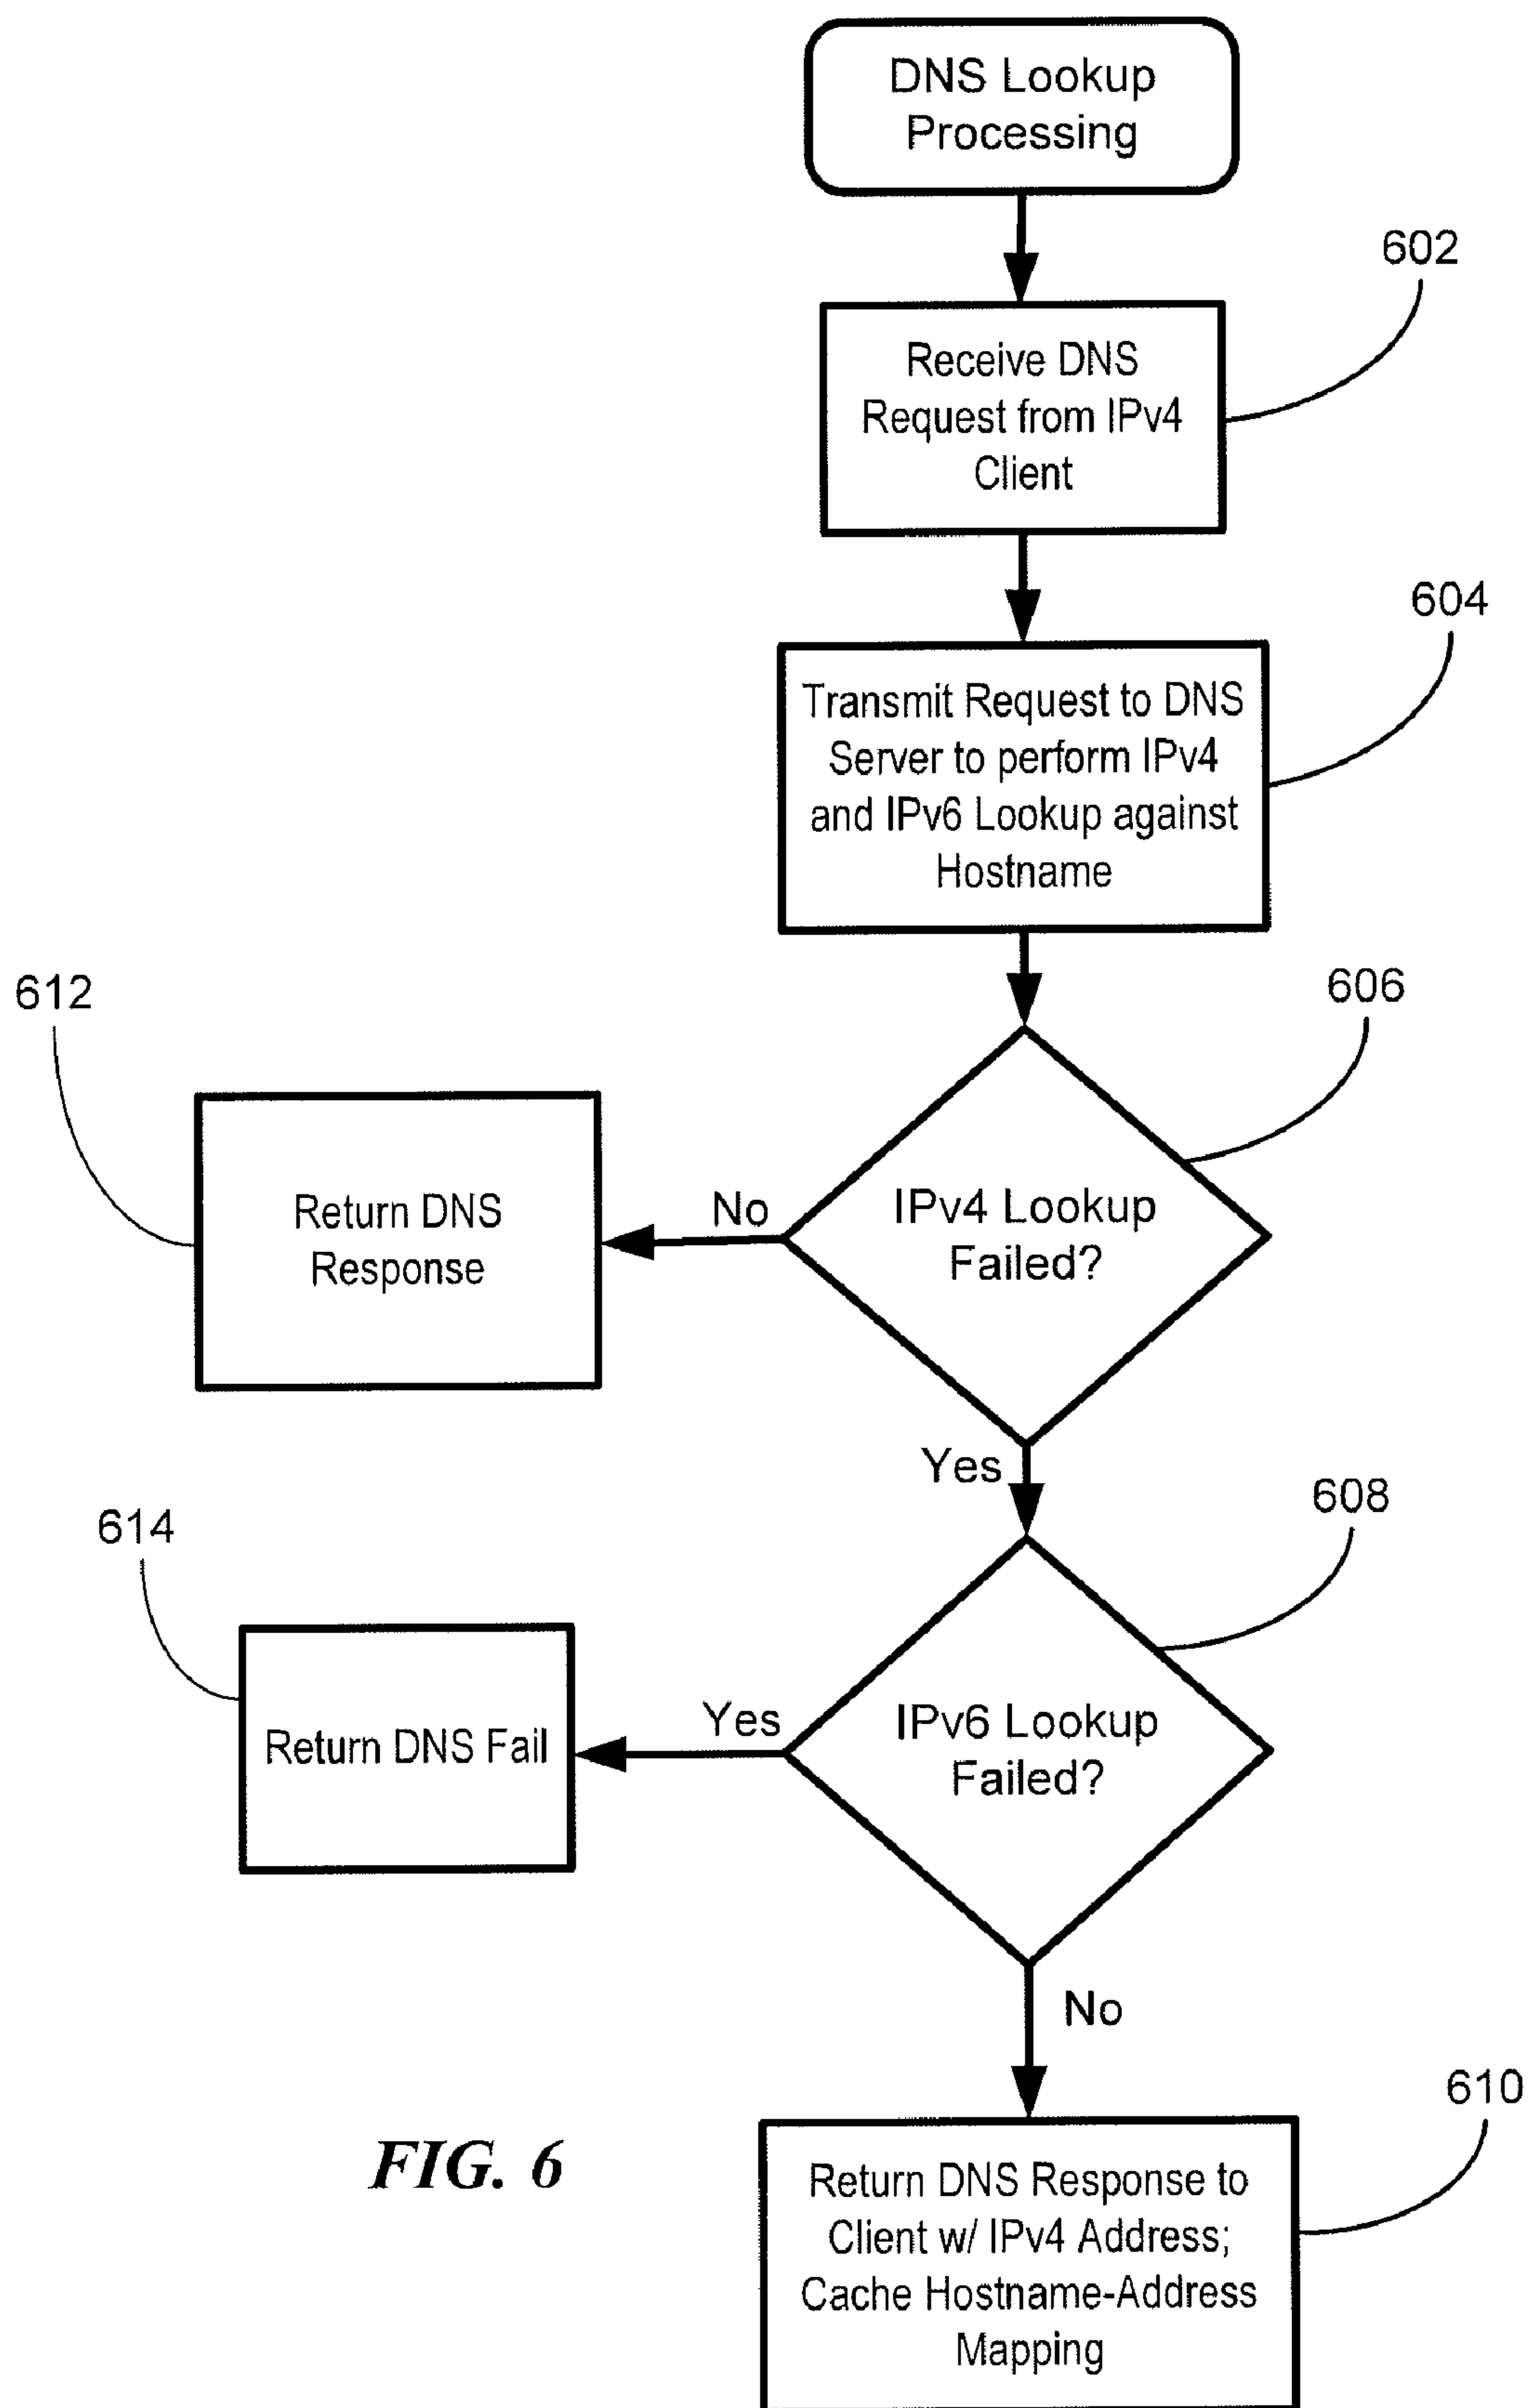 DNS Lookup
Processing
602
Receive DNS
Request from IPv4
Client
604
Transmit Request to DNS
Server to perform IPv4
and IPv6 Lookup against
Hostname
606
612
IPv4 Lookup
Failed?
No
Return DNS
Response
Yes
608
614
IPv6 Lookup
Failed?
Yes
Return DNS Fail
No
610
Return DNS Response to
Client w/ IPv4 Address;
Cache Hostname-Address
Mapping
FIG. 6